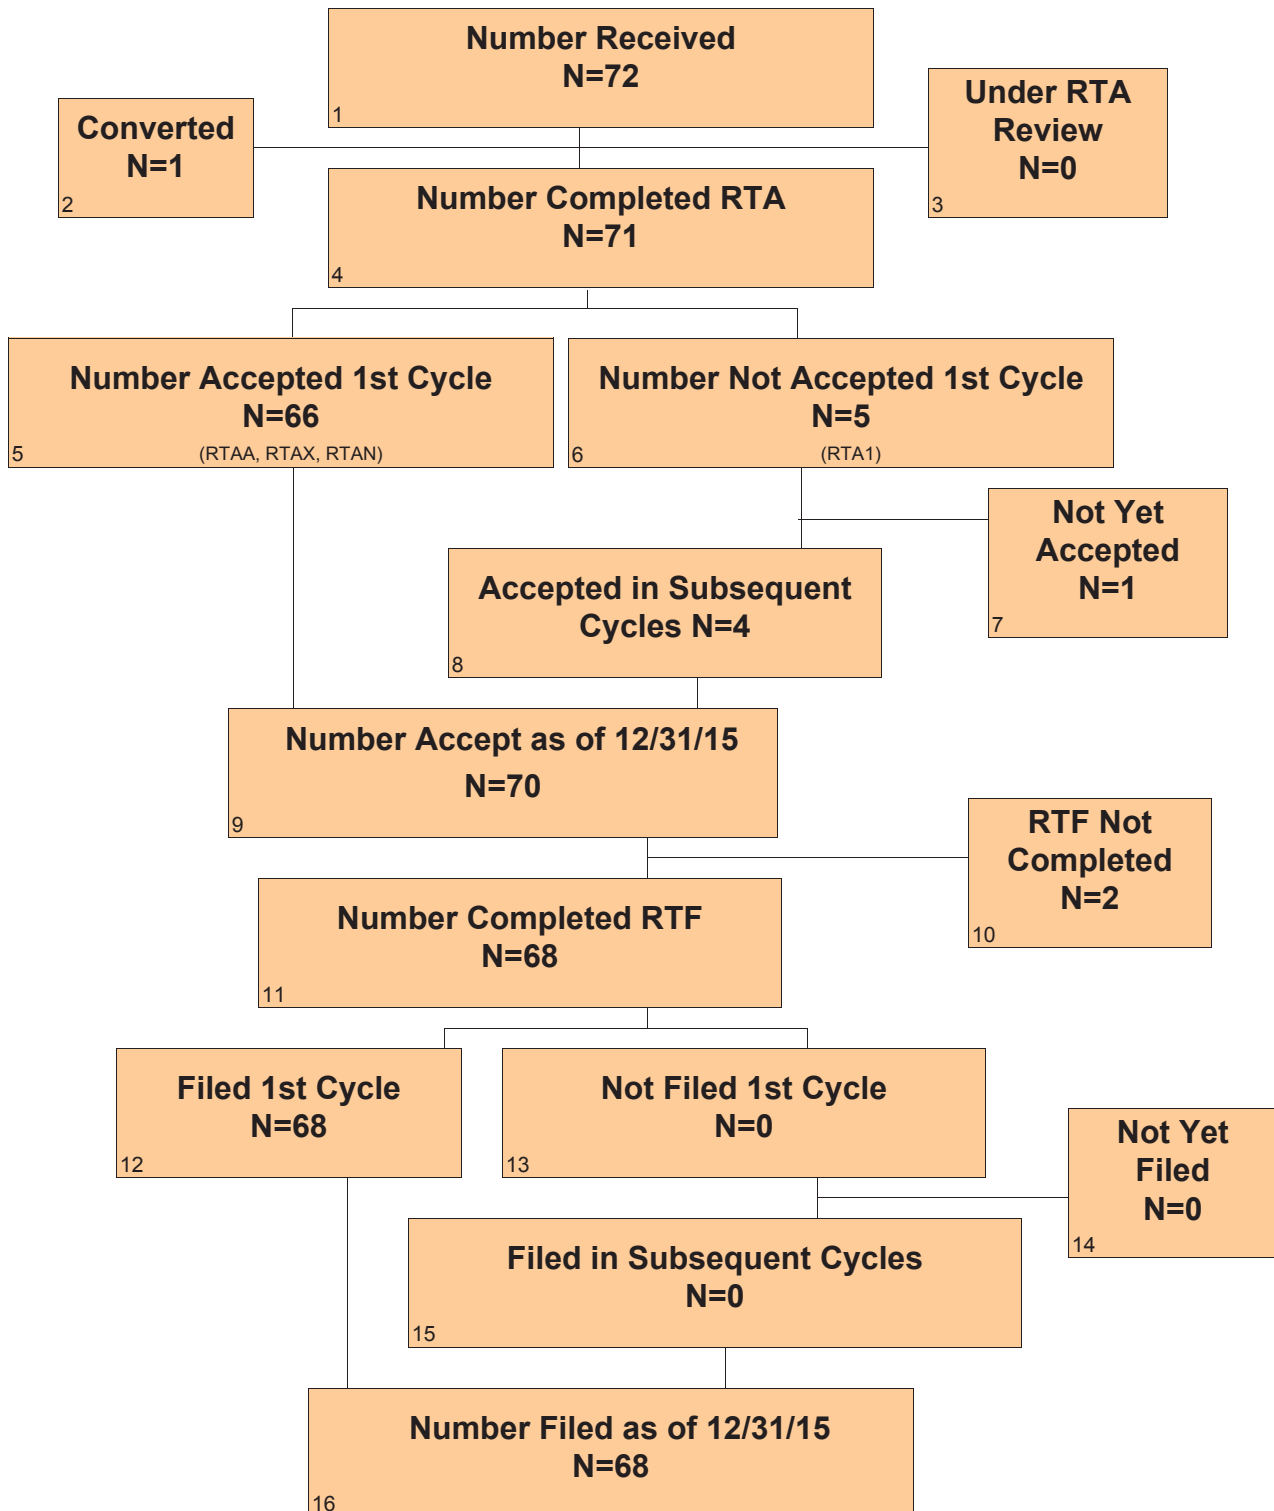 Number Received
N=72
1
Converted
N=1
2
Under RTA
Review
N=0
3
Number Completed RTA
N=71
4
Number Accepted 1st Cycle
N=66
(RTAA, RTAX, RTAN)
5
Number Not Accepted 1st Cycle
N=5
(RTA1)
6
Not Yet
Accepted
N=1
7
Accepted in Subsequent
Cycles N=4
8
Number Accept as of 12/31/15
N=70
9
RTF Not
Completed
N=2
10
Number Completed RTF
N=68
11
Filed 1st Cycle
N=68
12
Not Filed 1st Cycle
N=0
13
Not Yet
Filed
N=0
14
Filed in Subsequent Cycles
N=0
15
Number Filed as of 12/31/15
N=68
16